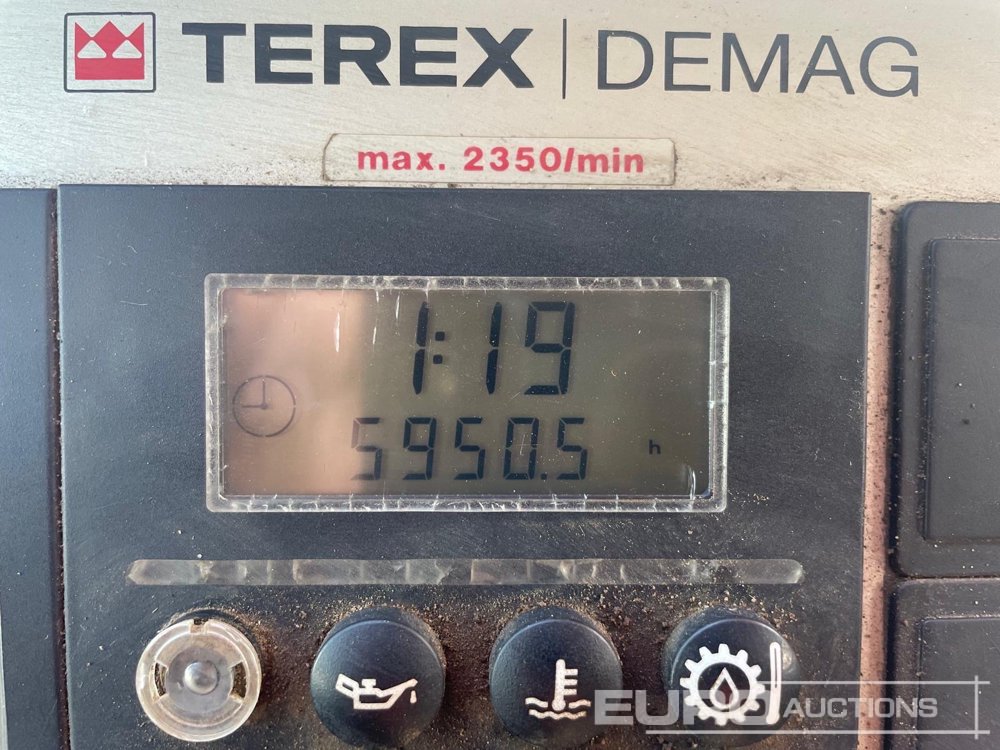 TEREX | DEMAG
max. 2350/min
1:19
5950.5 h
EURO AUCTIONS